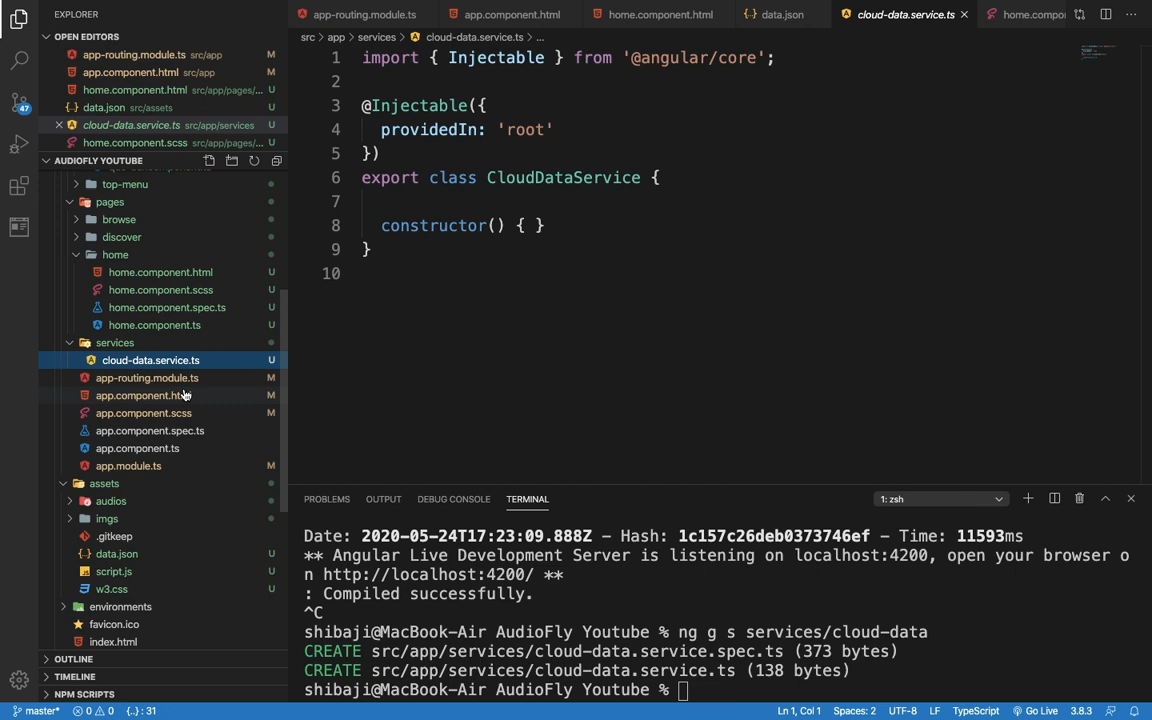 EXPLORER
OPEN EDITORS
app-routing.module.ts src/app M
app.component.html src/app M
home.component.html src/app/pages/... U
data.json src/assets U
cloud-data.service.ts src/app/services U
home.component.scss src/app/pages/... U
AUDIOFLY YOUTUBE
top-menu
pages
browse
discover
home
home.component.html U
home.component.scss U
home.component.spec.ts U
home.component.ts U
services
cloud-data.service.ts U
app-routing.module.ts M
app.component.html M
app.component.scss M
app.component.spec.ts
app.component.ts
app.module.ts M
assets
audios
imgs
.gitkeep
data.json U
script.js U
w3.css U
environments
favicon.ico
index.html
OUTLINE
TIMELINE
NPM SCRIPTS
47
app-routing.module.ts app.component.html home.component.html data.json cloud-data.service.ts home.compo
src > app > services > cloud-data.service.ts > ...
1 import { Injectable } from '@angular/core';
2
3 @Injectable({
4 providedIn: 'root'
5 })
6 export class CloudDataService {
7
8 constructor() { }
9 }
10
PROBLEMS OUTPUT DEBUG CONSOLE TERMINAL 1: zsh
Date: 2020-05-24T17:23:09.888Z - Hash: 1c157c26deb0373746ef - Time: 11593ms
** Angular Live Development Server is listening on localhost:4200, open your browser o
n http://localhost:4200/ **
: Compiled successfully.
^C
shibaji@MacBook-Air AudioFly Youtube % ng g s services/cloud-data
CREATE src/app/services/cloud-data.service.spec.ts (373 bytes)
CREATE src/app/services/cloud-data.service.ts (138 bytes)
shibaji@MacBook-Air AudioFly Youtube %
master* 0 0 {..} : 31 Ln 1, Col 1 Spaces: 2 UTF-8 LF TypeScript Go Live 3.8.3